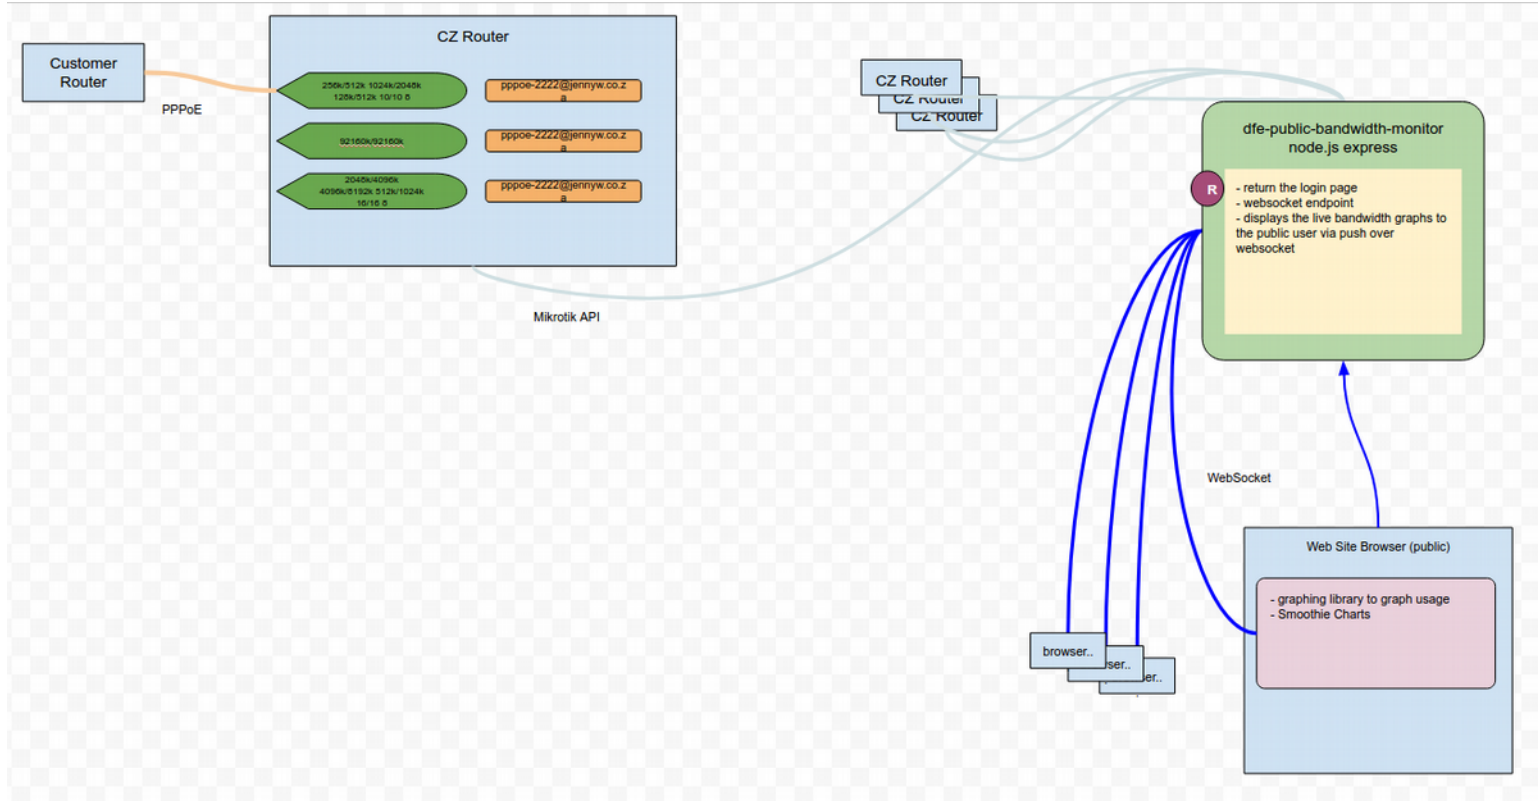 Customer
Router
PPPoE
CZ Router
256k/512k 1024k/2048k
128k/512k 10/10 8
pppoe-2222@jennyw.co.z
a
92160k/92160k
pppoe-2222@jennyw.co.z
a
2048k/4096k
4096k/8192k 512k/1024k
16/16 8
pppoe-2222@jennyw.co.z
a
Mikrotik API
CZ Router
CZ Router
CZ Router
dfe-public-bandwidth-monitor
node.js express
R
- return the login page
- websocket endpoint
- displays the live bandwidth graphs to
the public user via push over
websocket
WebSocket
Web Site Browser (public)
- graphing library to graph usage
- Smoothie Charts
browser..
ser..
er..